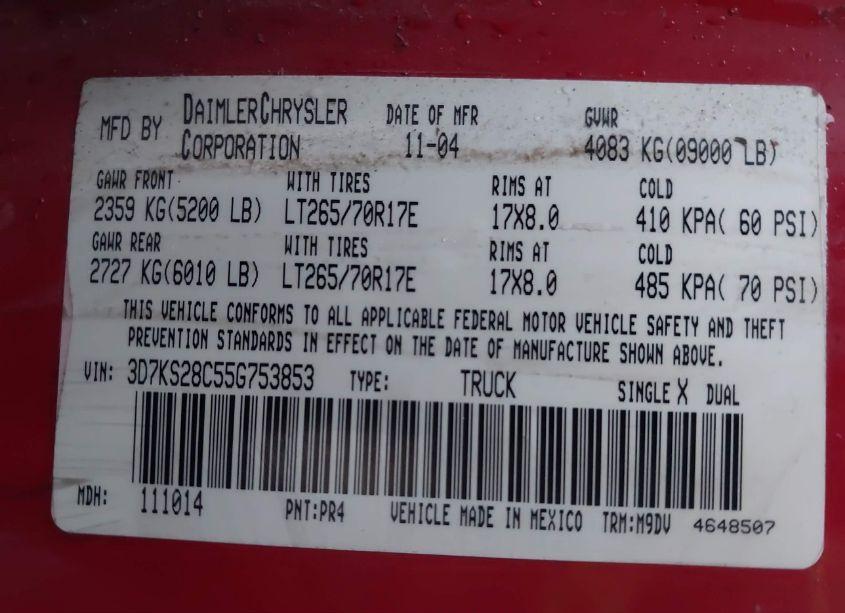 MFD BY DAIMLERCHRYSLER CORPORATION DATE OF MFR 11-04 GVWR 4083 KG(09000 LB)
GAWR FRONT WITH TIRES RIMS AT COLD
2359 KG(5200 LB) LT265/70R17E 17X8.0 410 KPA( 60 PSI)
GAWR REAR WITH TIRES RIMS AT COLD
2727 KG(6010 LB) LT265/70R17E 17X8.0 485 KPA( 70 PSI)
THIS VEHICLE CONFORMS TO ALL APPLICABLE FEDERAL MOTOR VEHICLE SAFETY AND THEFT
PREVENTION STANDARDS IN EFFECT ON THE DATE OF MANUFACTURE SHOWN ABOVE.
VIN: 3D7KS28C55G753853 TYPE: TRUCK SINGLE X DUAL
MDH: 111014 PNT:PR4 VEHICLE MADE IN MEXICO TRM:M9DV 4648507